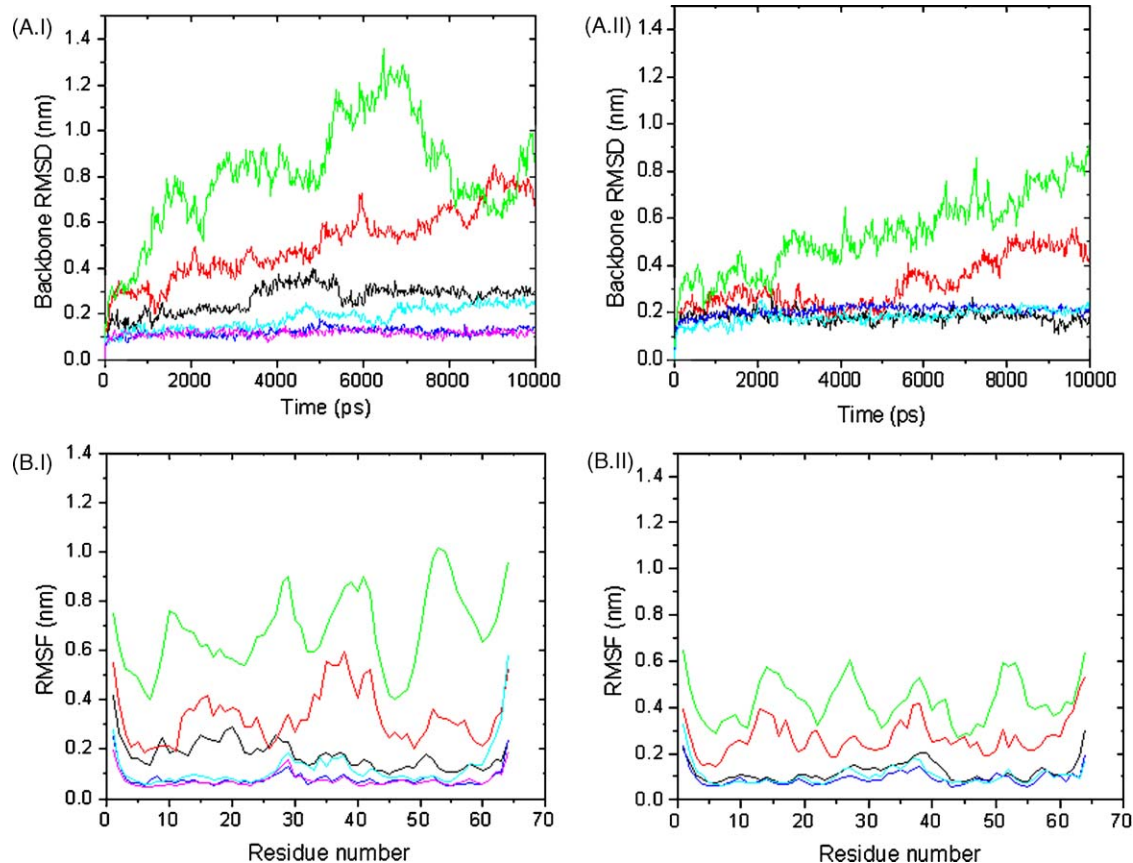 (A.I)
1.4
1.2
1.0
0.8
0.6
0.4
0.2
0.0
Backbone RMSD (nm)
0 2000 4000 6000 8000 10000
Time (ps)
(A.II)
1.4
1.2
1.0
0.8
0.6
0.4
0.2
0.0
Backbone RMSD (nm)
0 2000 4000 6000 8000 10000
Time (ps)
(B.I)
1.4
1.2
1.0
0.8
0.6
0.4
0.2
0.0
RMSF (nm)
0 10 20 30 40 50 60 70
Residue number
(B.II)
1.4
1.2
1.0
0.8
0.6
0.4
0.2
0.0
RMSF (nm)
0 10 20 30 40 50 60 70
Residue number